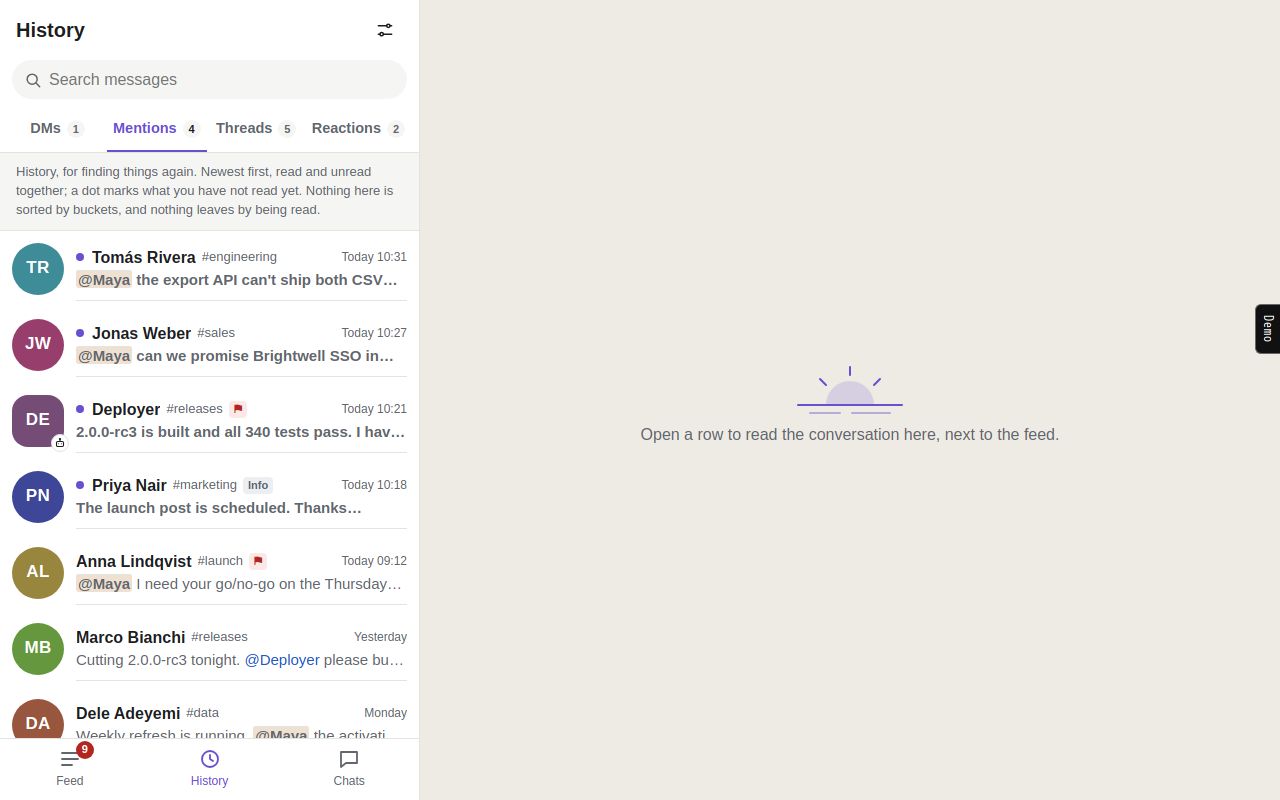 History
Search messages
DMs 1 Mentions 4 Threads 5 Reactions 2
History, for finding things again. Newest first, read and unread
together; a dot marks what you have not read yet. Nothing here is
sorted by buckets, and nothing leaves by being read.
TR Tomás Rivera #engineering Today 10:31
@Maya the export API can't ship both CSV…
JW Jonas Weber #sales Today 10:27
@Maya can we promise Brightwell SSO in…
DE Deployer #releases Today 10:21
2.0.0-rc3 is built and all 340 tests pass. I hav…
PN Priya Nair #marketing Info Today 10:18
The launch post is scheduled. Thanks…
AL Anna Lindqvist #launch Today 09:12
@Maya I need your go/no-go on the Thursday…
MB Marco Bianchi #releases Yesterday
Cutting 2.0.0-rc3 tonight. @Deployer please bu…
DA Dele Adeyemi #data Monday
Weekly refresh is running. @Maya the activati…
9
Feed History Chats
Open a row to read the conversation here, next to the feed.
Demo